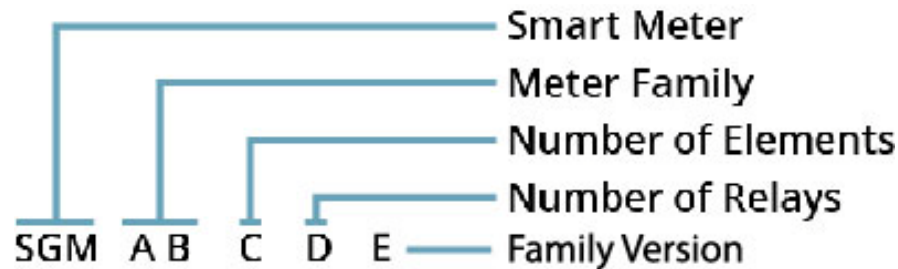 Smart Meter
Meter Family
Number of Elements
Number of Relays
SGM A B C D E Family Version